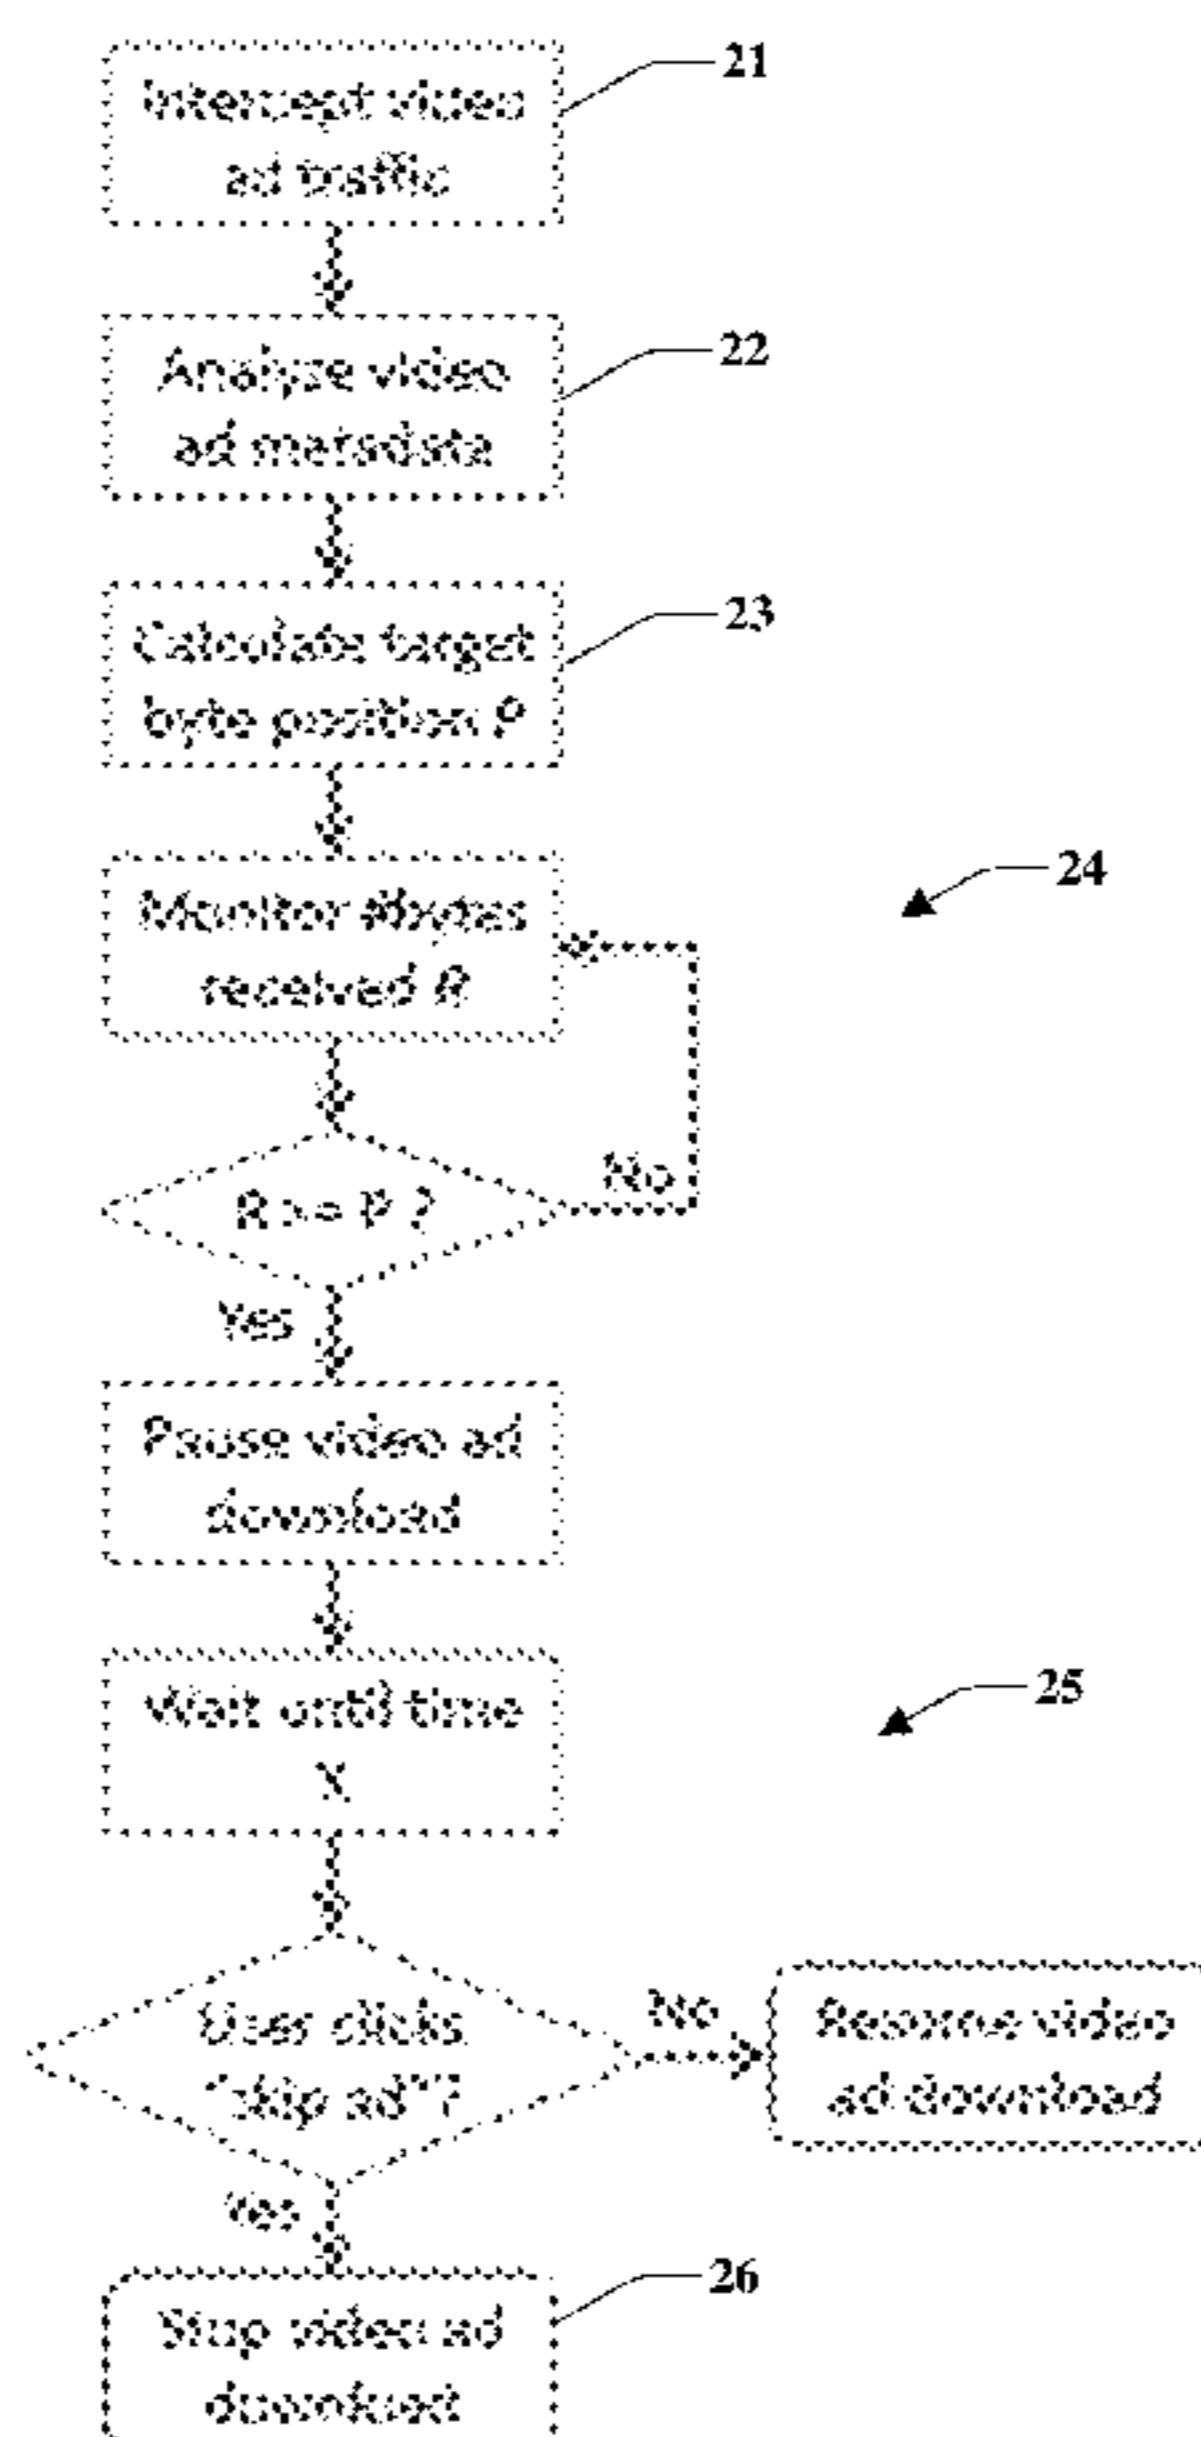 Intercept video
ad traffic
21
Analyze video
ad metadata
22
Calculate target
byte position P
23
Monitor #bytes
received R
24
R >= P ?
No
Yes
Pause video ad
download
Wait until time
X
25
User clicks
"skip ad"?
No
Resume video
ad download
Yes
Stop video ad
download
26